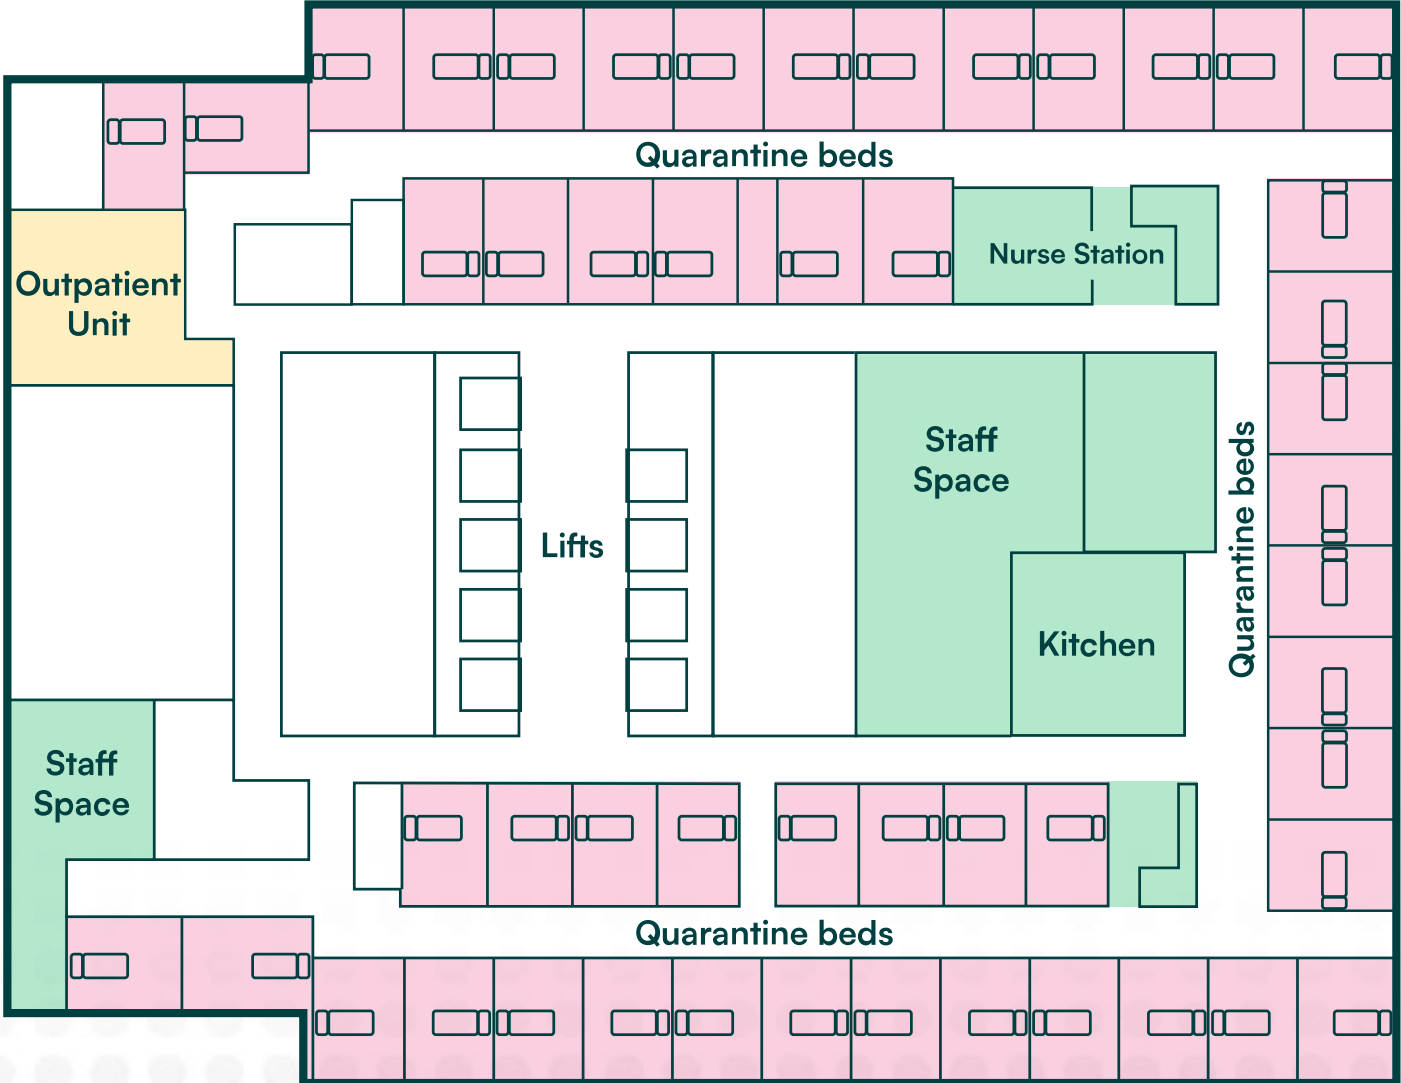 Quarantine beds
Nurse Station
Outpatient
Unit
Staff
Space
Quarantine beds
Lifts
Kitchen
Staff
Space
Quarantine beds